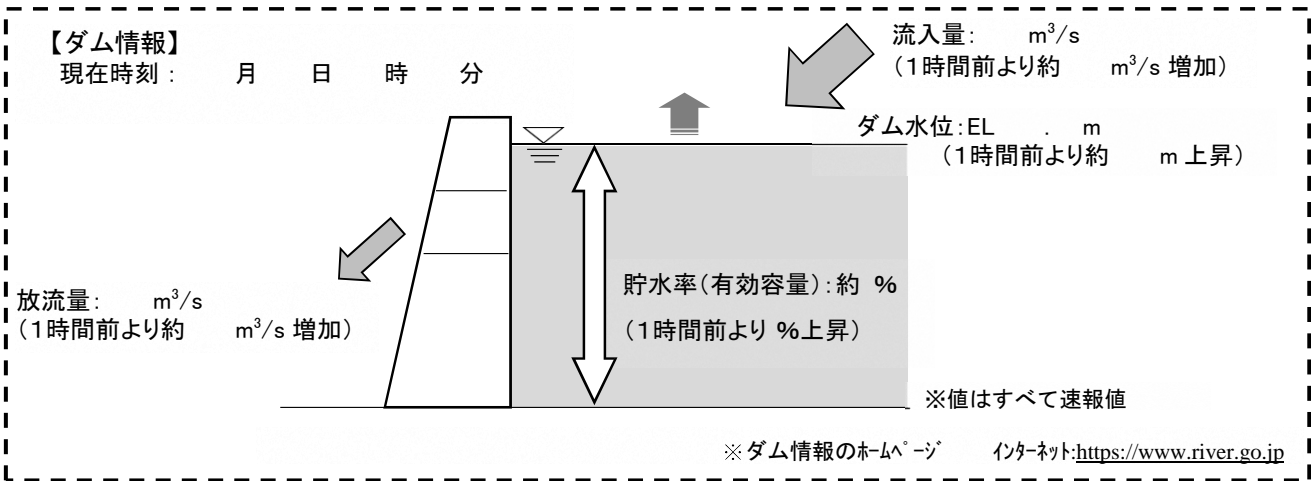 【ダム情報】
現在時刻： 月 日 時 分
流入量： m³/s
（１時間前より約 m³/s 増加）
ダム水位：EL . m
（１時間前より約 m 上昇）
貯水率（有効容量）：約 %
（１時間前より %上昇）
放流量： m³/s
（１時間前より約 m³/s 増加）
※値はすべて速報値
※ダム情報のﾎｰﾑﾍﾟｰｼﾞ ｲﾝﾀｰﾈｯﾄ:https://www.river.go.jp